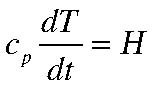 c_p dT/dt = H